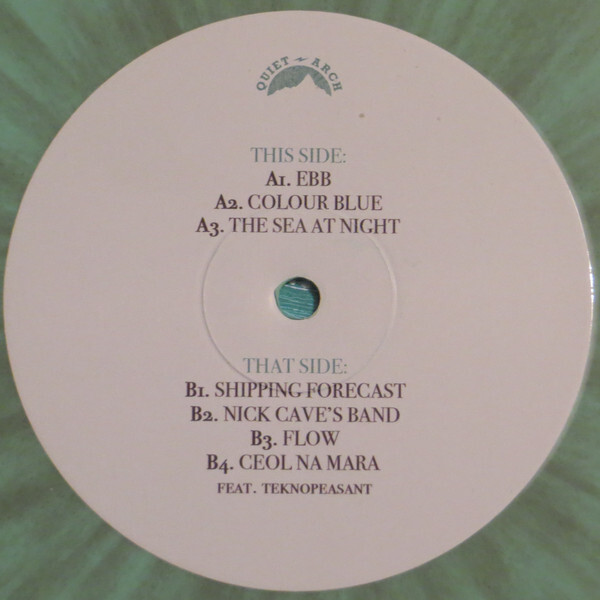 QUIET ~ ARCH
THIS SIDE:
A1. EBB
A2. COLOUR BLUE
A3. THE SEA AT NIGHT
THAT SIDE:
B1. SHIPPING FORECAST
B2. NICK CAVE'S BAND
B3. FLOW
B4. CEOL NA MARA
FEAT. TEKNOPEASANT